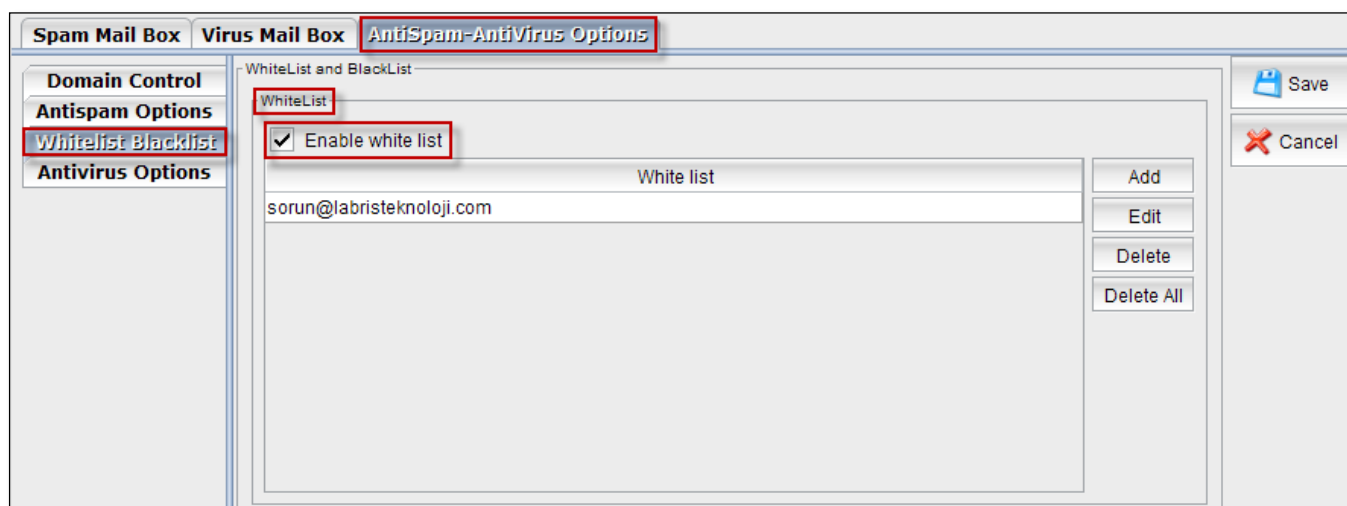 Spam Mail Box
Virus Mail Box
AntiSpam-AntiVirus Options
Domain Control
Antispam Options
Whitelist Blacklist
Antivirus Options
WhiteList and BlackList
WhiteList
Enable white list
White list
sorun@labristeknoloji.com
Add
Edit
Delete
Delete All
Save
Cancel